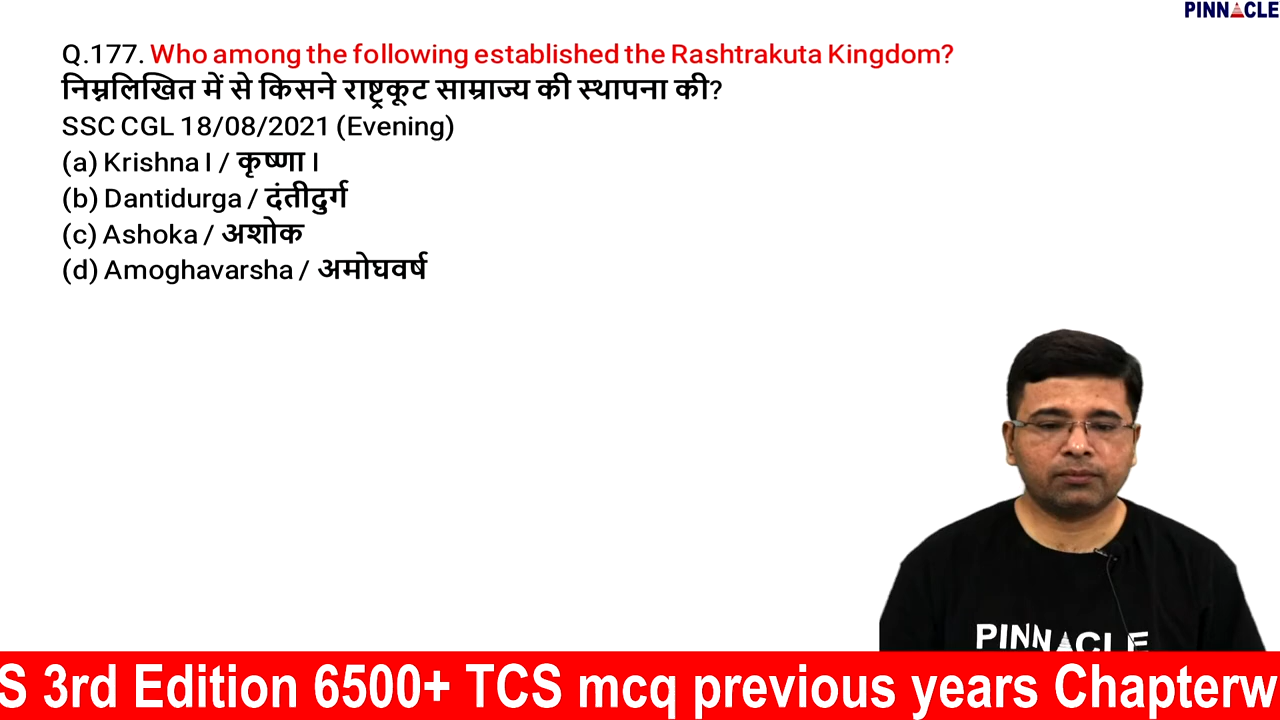 PINNACLE
Q.177. Who among the following established the Rashtrakuta Kingdom?
निम्नलिखित में से किसने राष्ट्रकूट साम्राज्य की स्थापना की?
SSC CGL 18/08/2021 (Evening)
(a) Krishna I / कृष्णा I
(b) Dantidurga / दंतीदुर्ग
(c) Ashoka / अशोक
(d) Amoghavarsha / अमोघवर्ष
PINNACLE
S 3rd Edition 6500+ TCS mcq previous years Chapterw